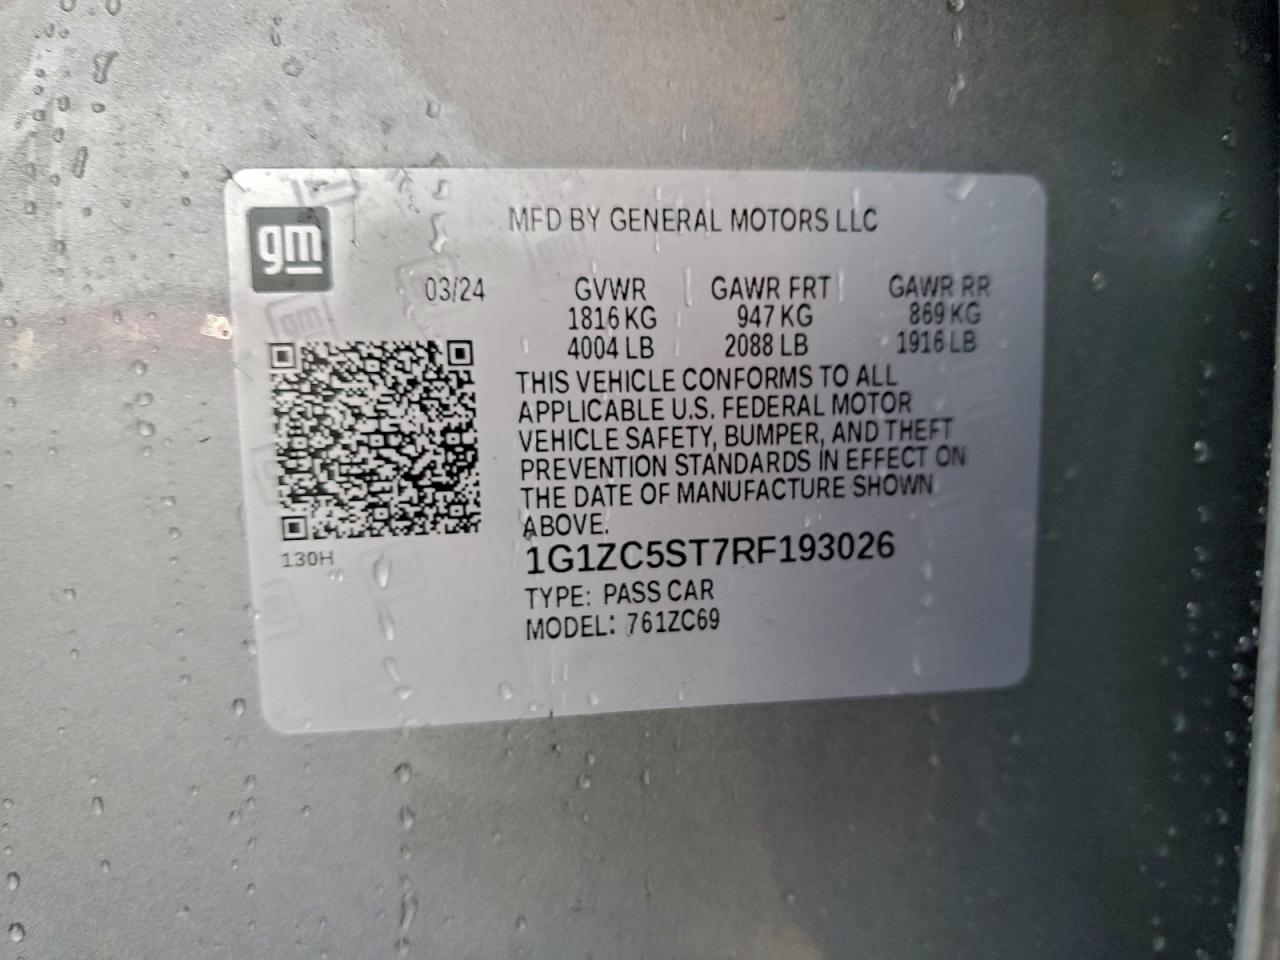 gm
MFD BY GENERAL MOTORS LLC
03/24 GVWR GAWR FRT GAWR RR
1816 KG 947 KG 869 KG
4004 LB 2088 LB 1916 LB
THIS VEHICLE CONFORMS TO ALL
APPLICABLE U.S. FEDERAL MOTOR
VEHICLE SAFETY, BUMPER, AND THEFT
PREVENTION STANDARDS IN EFFECT ON
THE DATE OF MANUFACTURE SHOWN
ABOVE.
130H
1G1ZC5ST7RF193026
TYPE: PASS CAR
MODEL: 761ZC69